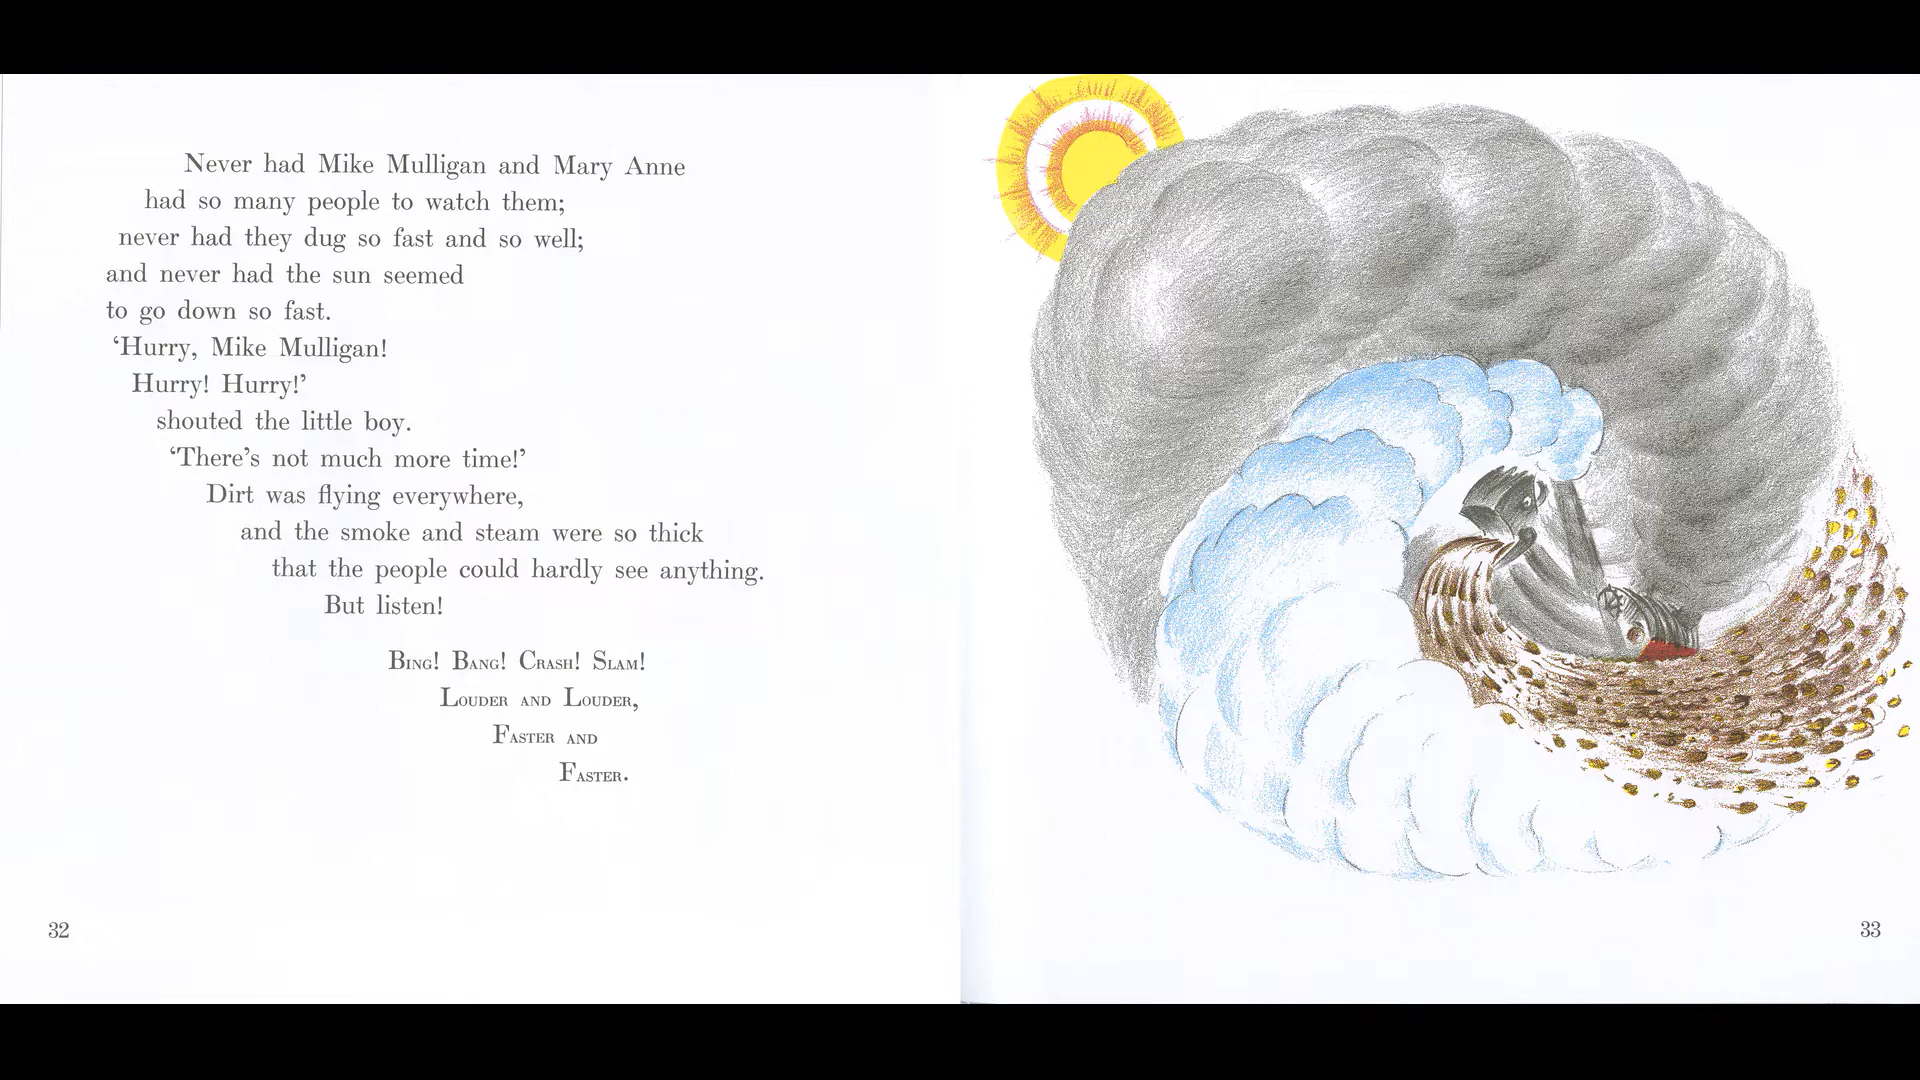 Never had Mike Mulligan and Mary Anne
had so many people to watch them;
never had they dug so fast and so well;
and never had the sun seemed
to go down so fast.
‘Hurry, Mike Mulligan!
Hurry! Hurry!’
shouted the little boy.
‘There’s not much more time!’
Dirt was flying everywhere,
and the smoke and steam were so thick
that the people could hardly see anything.
But listen!
Bing! Bang! Crash! Slam!
Louder and Louder,
Faster and
Faster.
32
33